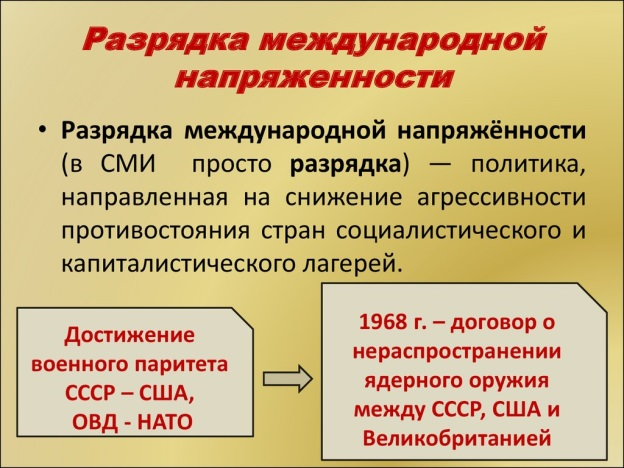 Разрядка международной
напряженности
• Разрядка международной напряжённости
(в СМИ просто разрядка) — политика,
направленная на снижение агрессивности
противостояния стран социалистического и
капиталистического лагерей.
Достижение
военного паритета
СССР – США,
ОВД - НАТО
1968 г. – договор о
нераспространении
ядерного оружия
между СССР, США и
Великобританией